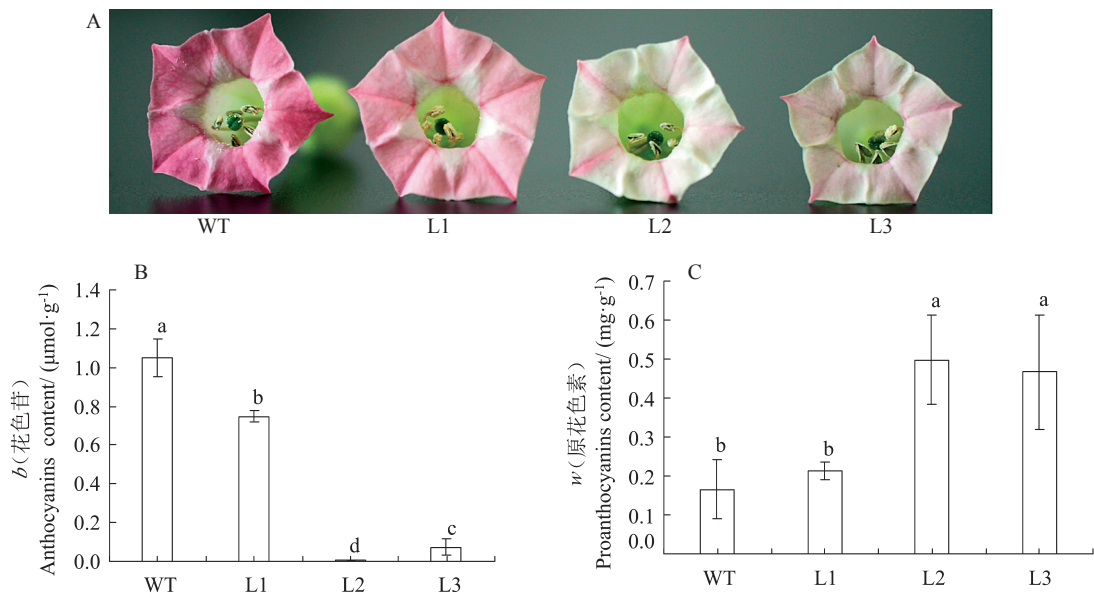 A
WT L1 L2 L3
B
b(花色苷)
Anthocyanins content/ (μmol·g-1)
1.4
1.2
1.0
0.8
0.6
0.4
0.2
0.0
a
b
d
c
WT L1 L2 L3
C
w(原花色素)
Proanthocyanins content/ (mg·g-1)
0.7
0.6
0.5
0.4
0.3
0.2
0.1
0.0
b
b
a
a
WT L1 L2 L3